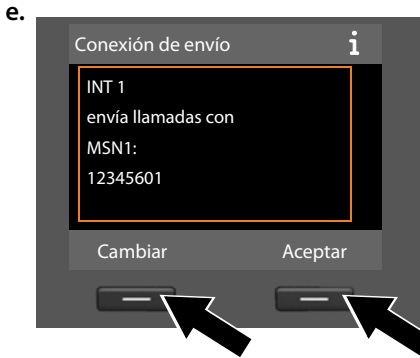 e.
Conexión de envío i
INT 1
envía llamadas con
MSN1:
12345601
Cambiar Aceptar